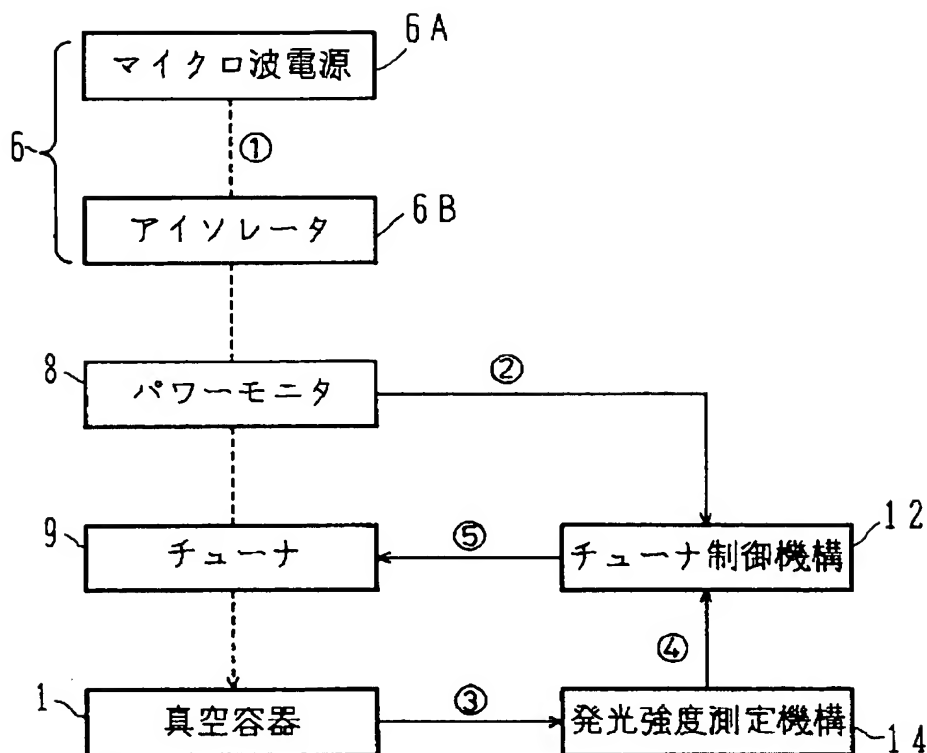 6A
マイクロ波電源
6
①
6B
アイソレータ
8
パワーモニタ
②
9
チューナ
⑤
12
チューナ制御機構
④
1
真空容器
③
発光強度測定機構
14